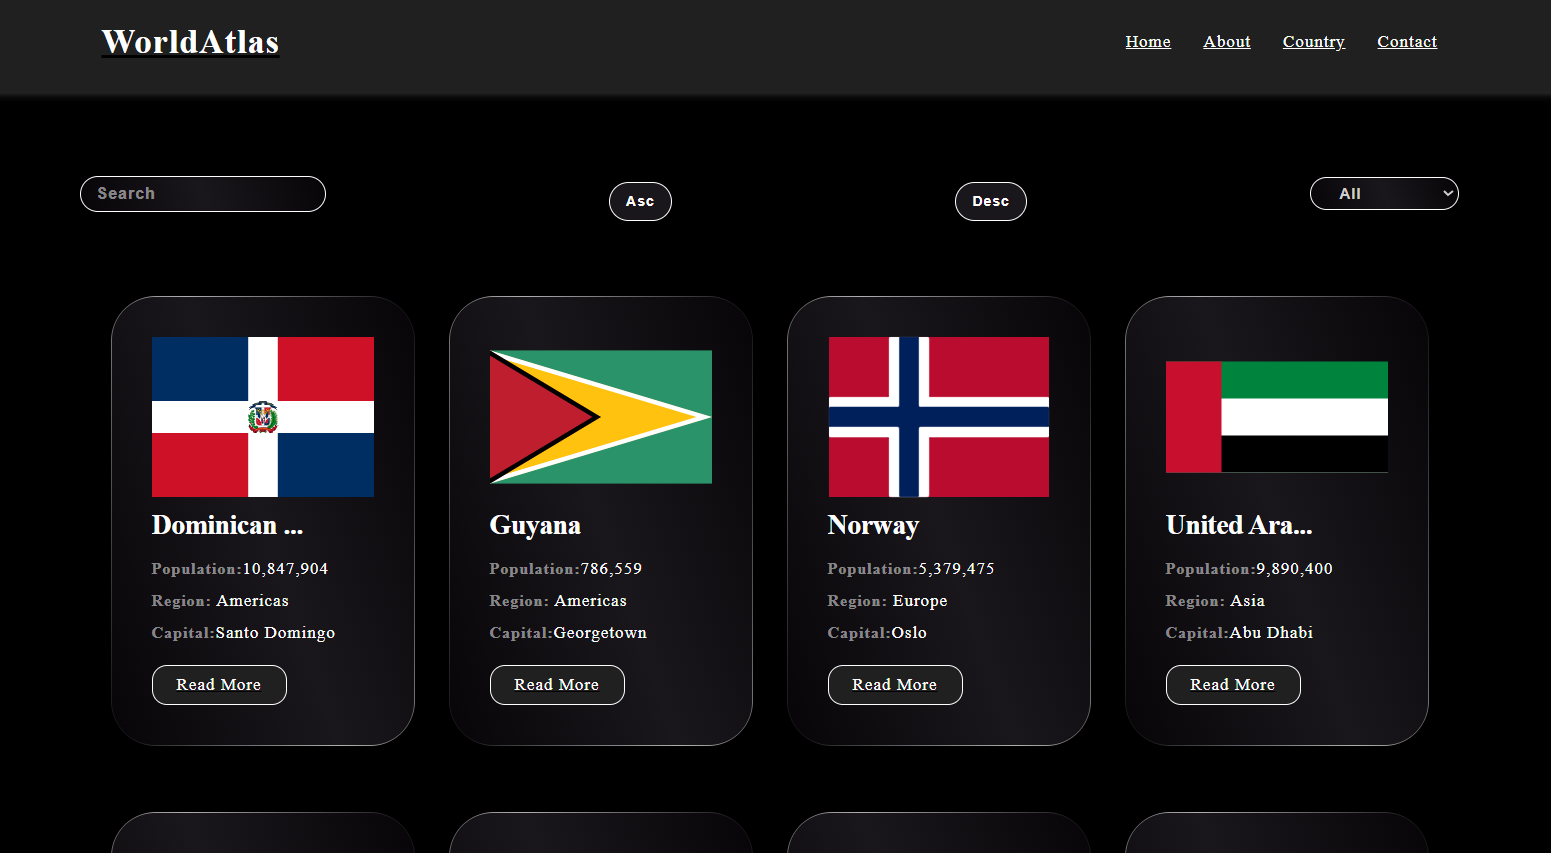 WorldAtlas
Home About Country Contact
Search Asc Desc All
Dominican ...
Population:10,847,904
Region: Americas
Capital:Santo Domingo
Read More
Guyana
Population:786,559
Region: Americas
Capital:Georgetown
Read More
Norway
Population:5,379,475
Region: Europe
Capital:Oslo
Read More
United Ara...
Population:9,890,400
Region: Asia
Capital:Abu Dhabi
Read More